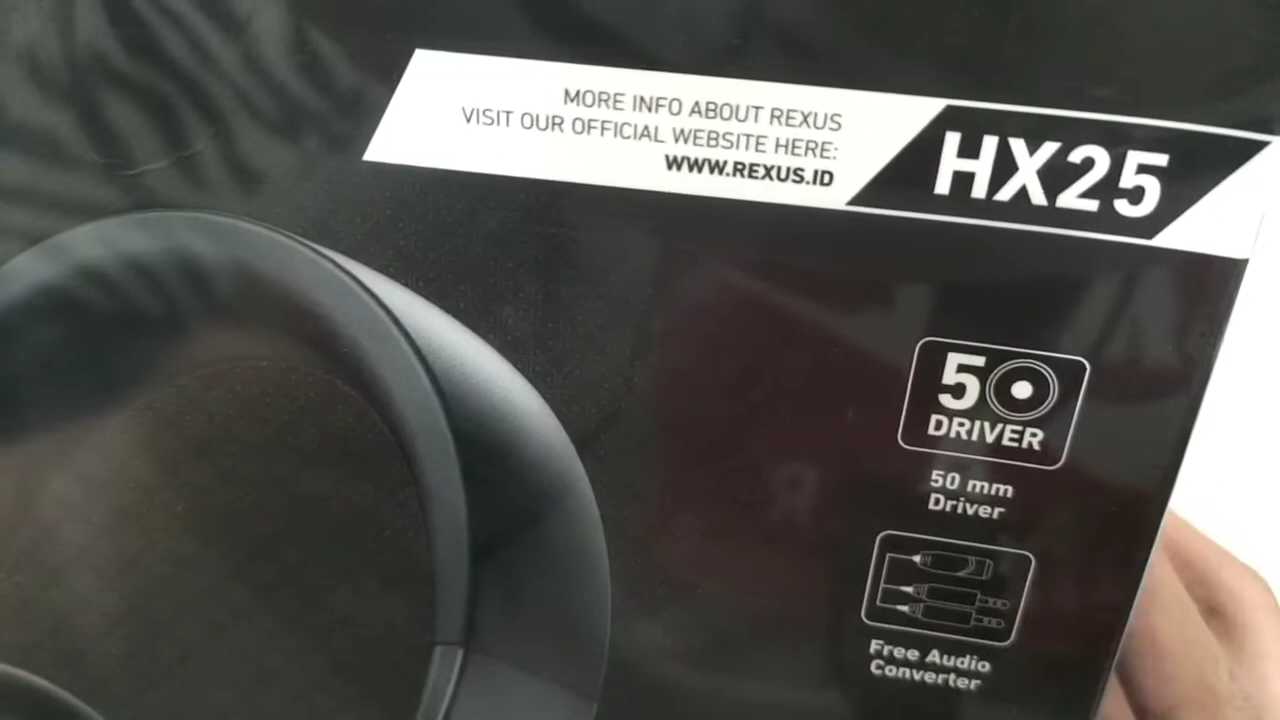 MORE INFO ABOUT REXUS
VISIT OUR OFFICIAL WEBSITE HERE:
WWW.REXUS.ID
HX25
50
DRIVER
50 mm
Driver
Free Audio
Converter